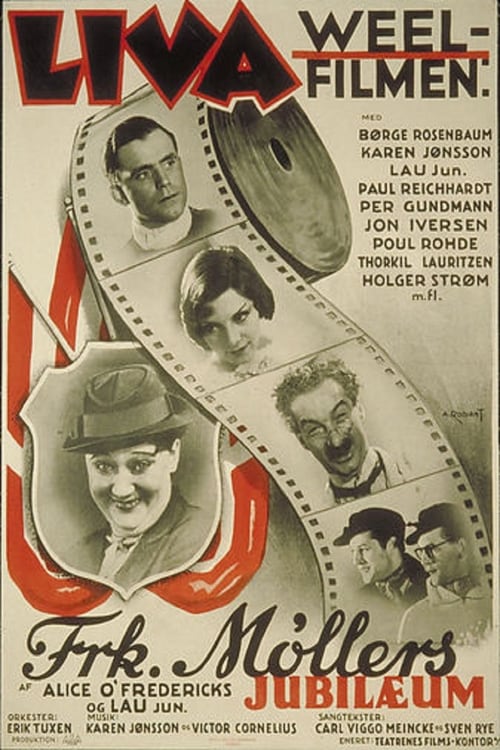 LIVA
WEEL-
FILMEN:
MED
BØRGE ROSENBAUM
KAREN JØNSSON
LAU Jun.
PAUL REICHHARDT
PER GUNDMANN
JON IVERSEN
POUL ROHDE
THORKIL LAURITZEN
HOLGER STRØM
m.fl.
Frk. Møllers
JUBILÆUM
AF ALICE O'FREDERICKS
OG LAU JUN.
ORKESTER:
ERIK TUXEN
MUSIK:
KAREN JØNSSON OG VICTOR CORNELIUS
SANGTEKSTER:
CARL VIGGO MEINCKE OG SVEN RYE
PRODUKTION:
ENERET: TEATRENES FILMS-KONTOR